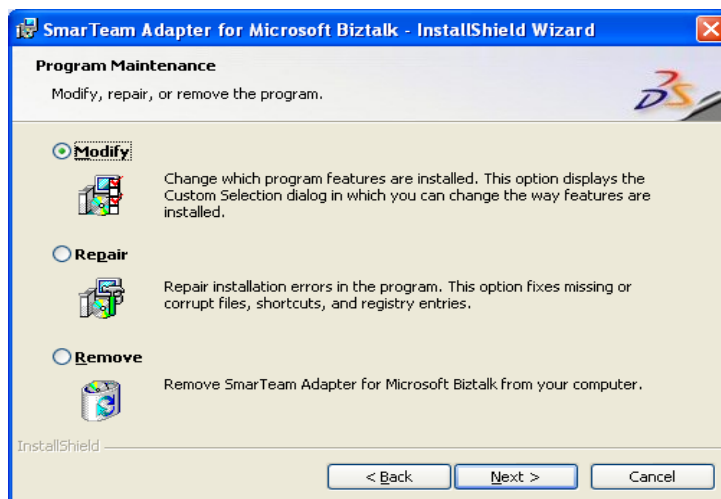 SmarTeam Adapter for Microsoft Biztalk - InstallShield Wizard
Program Maintenance
Modify, repair, or remove the program.
Modify
Change which program features are installed. This option displays the
Custom Selection dialog in which you can change the way features are
installed.
Repair
Repair installation errors in the program. This option fixes missing or
corrupt files, shortcuts, and registry entries.
Remove
Remove SmarTeam Adapter for Microsoft Biztalk from your computer.
InstallShield
< Back
Next >
Cancel